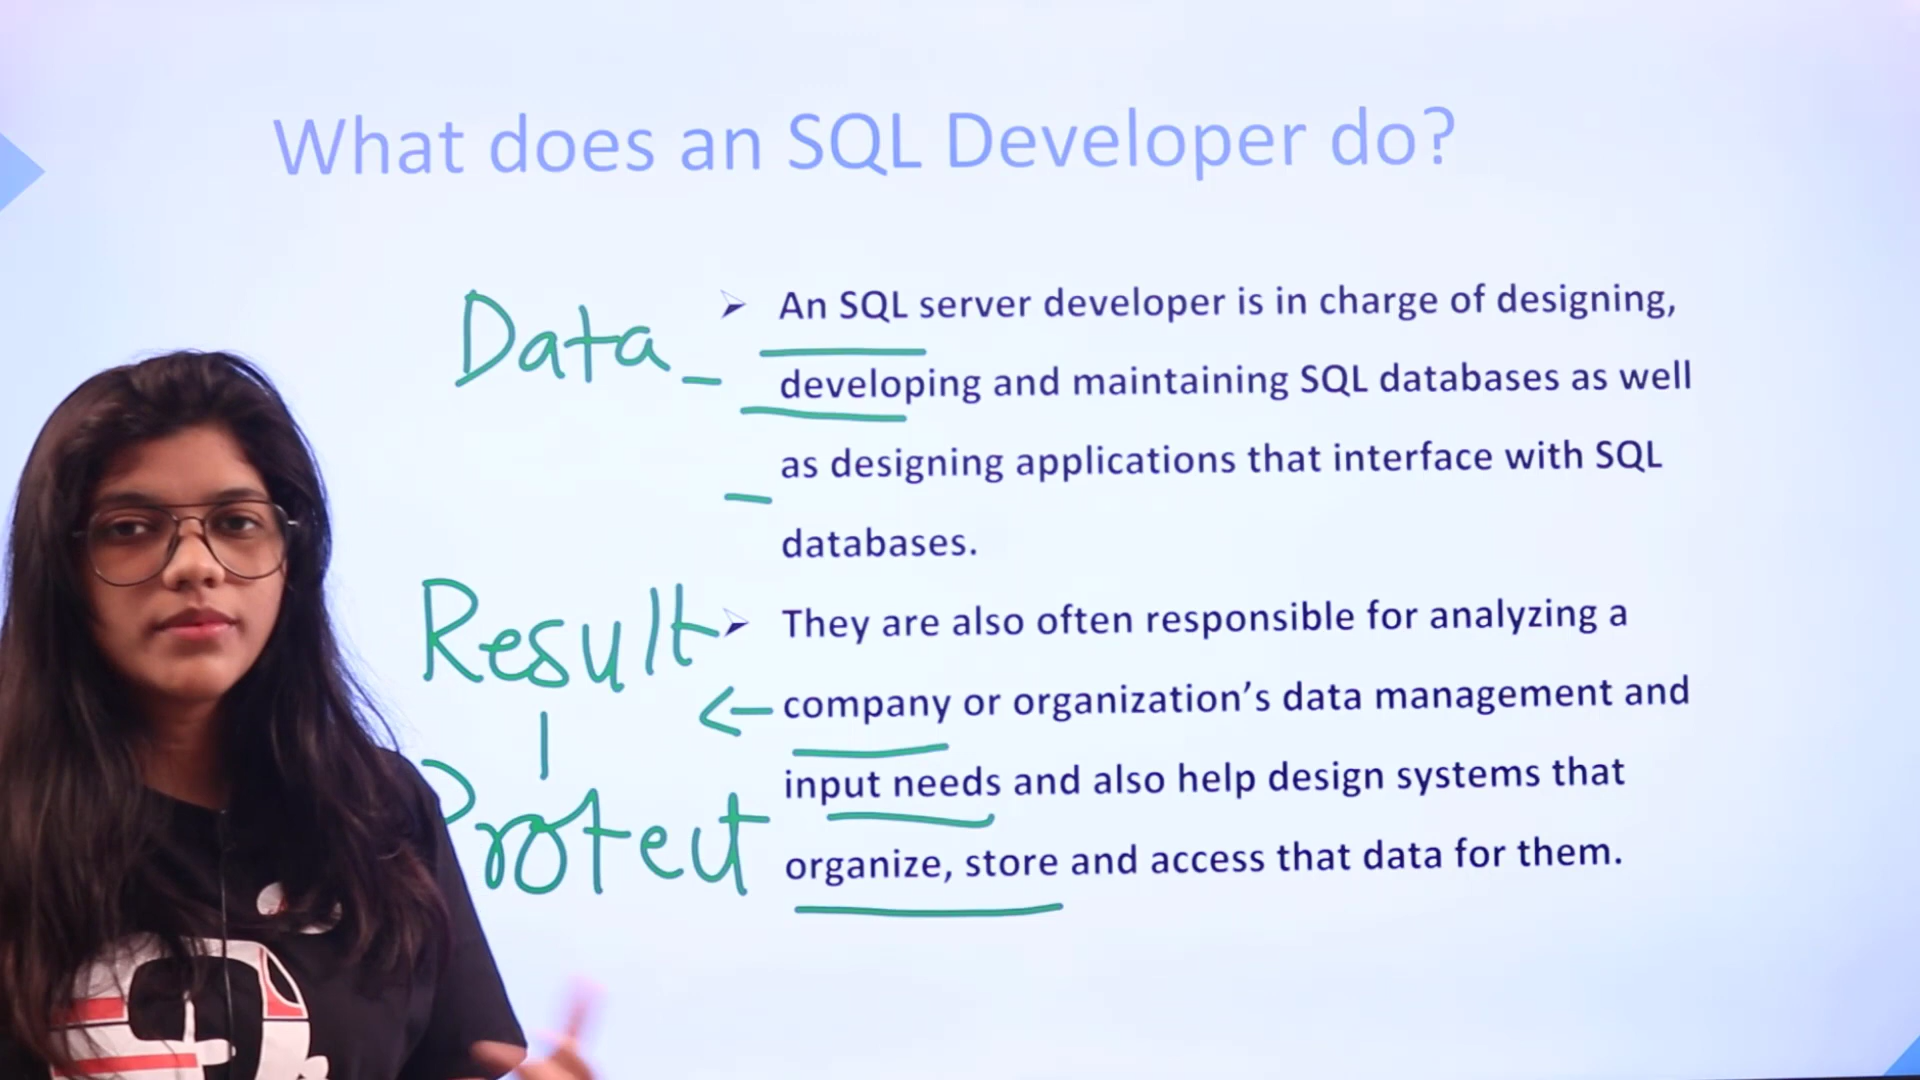 What does an SQL Developer do?
Data
➢ An SQL server developer is in charge of designing,
developing and maintaining SQL databases as well
as designing applications that interface with SQL
databases.
Result
➢ They are also often responsible for analyzing a
company or organization’s data management and
input needs and also help design systems that
Protect
organize, store and access that data for them.